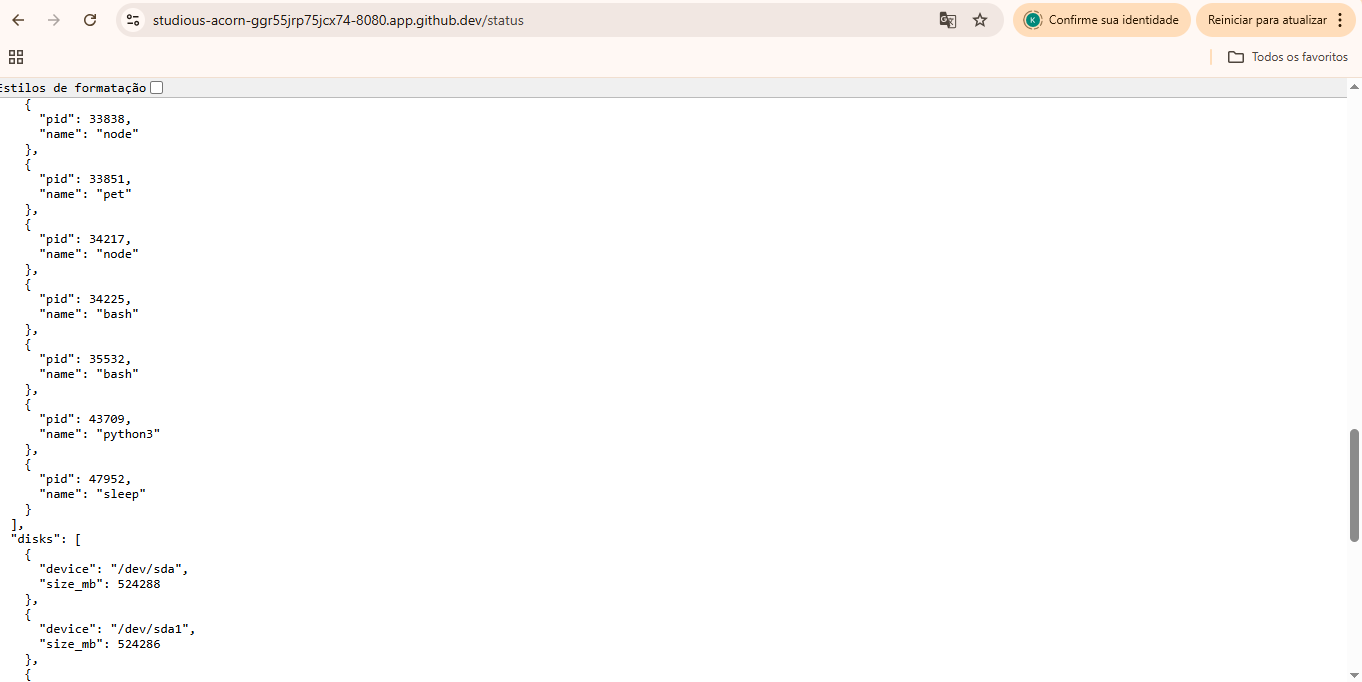 studious-acorn-ggr55jrp75jcx74-8080.app.github.dev/status
K Confirme sua identidade
Reiniciar para atualizar
Todos os favoritos
Estilos de formatação
{
"pid": 33838,
"name": "node"
},
{
"pid": 33851,
"name": "pet"
},
{
"pid": 34217,
"name": "node"
},
{
"pid": 34225,
"name": "bash"
},
{
"pid": 35532,
"name": "bash"
},
{
"pid": 43709,
"name": "python3"
},
{
"pid": 47952,
"name": "sleep"
}
],
"disks": [
{
"device": "/dev/sda",
"size_mb": 524288
},
{
"device": "/dev/sda1",
"size_mb": 524286
},
{